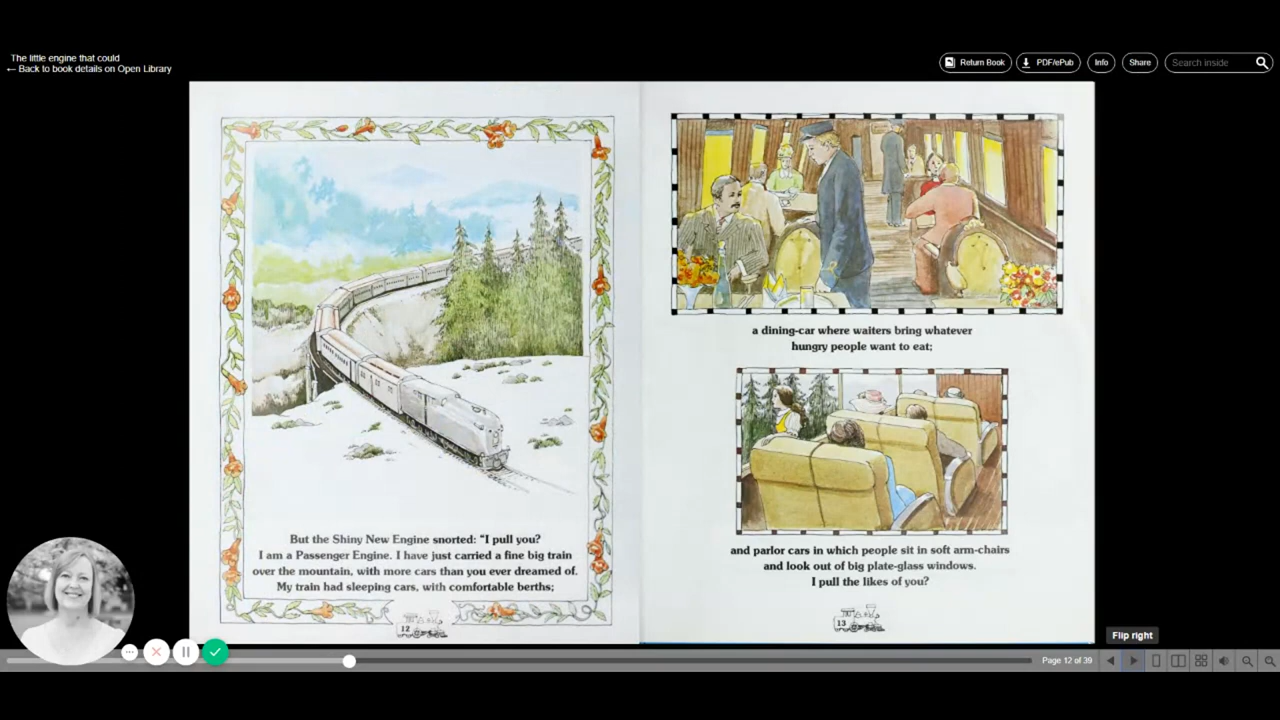 The little engine that could
← Back to book details on Open Library
Return Book
PDF/ePub
Info
Share
Search inside
But the Shiny New Engine snorted: “I pull you?
I am a Passenger Engine. I have just carried a fine big train
over the mountain, with more cars than you ever dreamed of.
My train had sleeping cars, with comfortable berths;
12
a dining-car where waiters bring whatever
hungry people want to eat;
and parlor cars in which people sit in soft arm-chairs
and look out of big plate-glass windows.
I pull the likes of you?
13
Flip right
Page 12 of 39